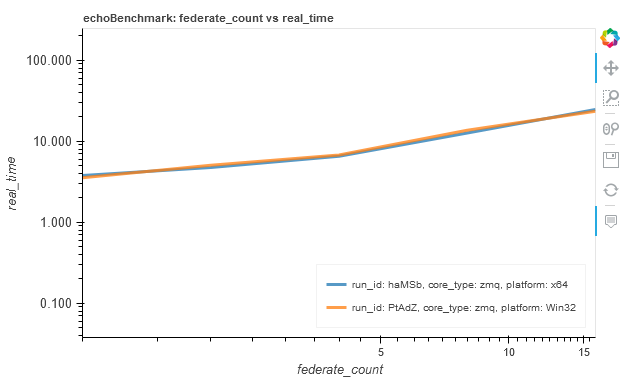 echoBenchmark: federate_count vs real_time
100.000
10.000
1.000
0.100
real_time
run_id: haMSb, core_type: zmq, platform: x64
run_id: PtAdZ, core_type: zmq, platform: Win32
5
10
15
federate_count